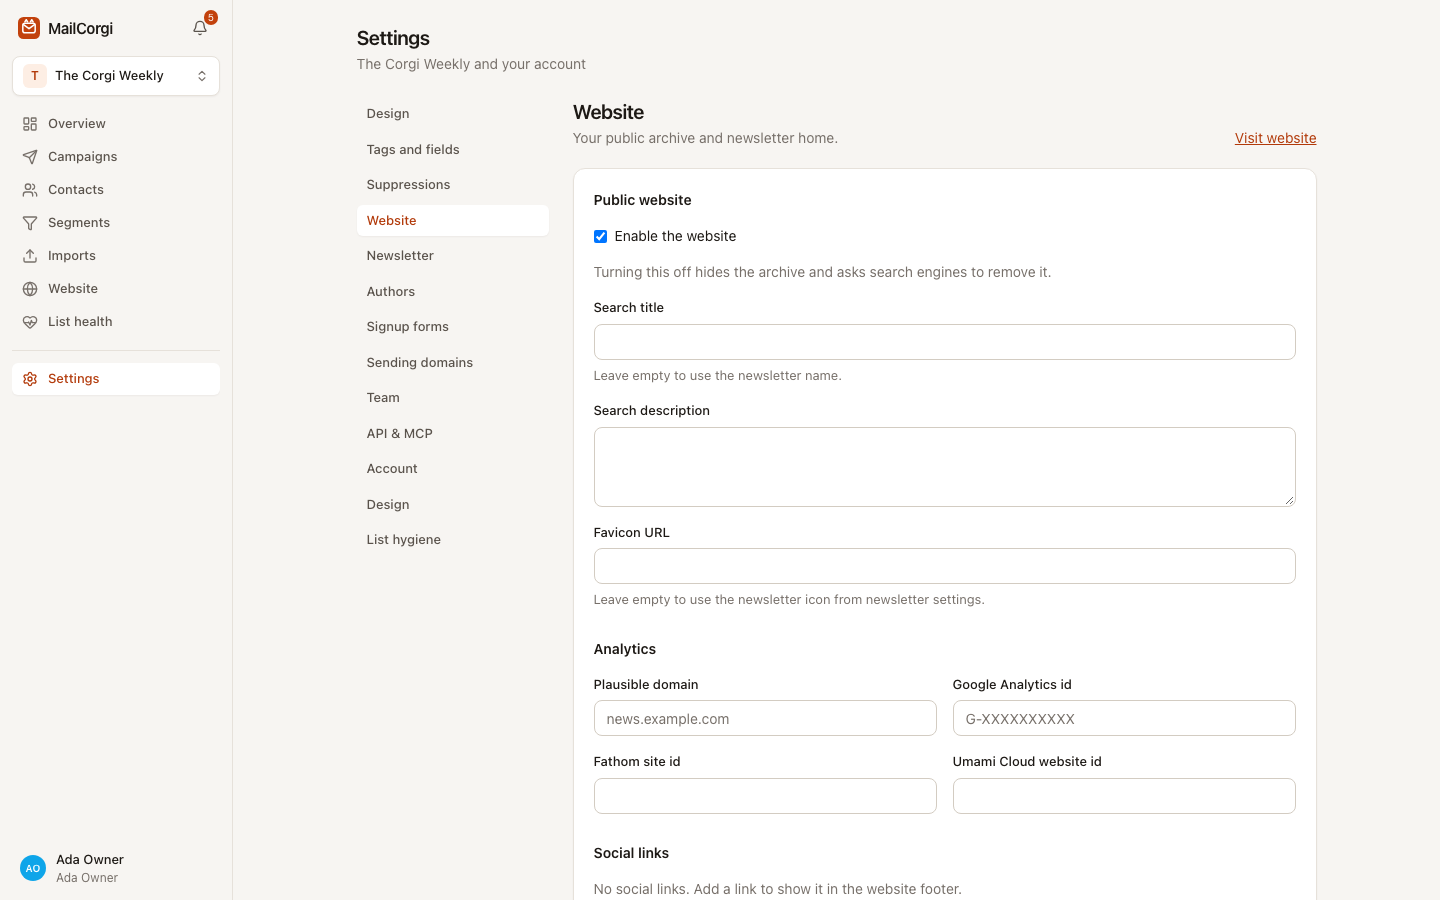 MailCorgi
5
T
The Corgi Weekly
Overview
Campaigns
Contacts
Segments
Imports
Website
List health
Settings
AO
Ada Owner
Ada Owner
Settings
The Corgi Weekly and your account
Design
Tags and fields
Suppressions
Website
Newsletter
Authors
Signup forms
Sending domains
Team
API & MCP
Account
Design
List hygiene
Website
Your public archive and newsletter home.
Visit website
Public website
Enable the website
Turning this off hides the archive and asks search engines to remove it.
Search title
Leave empty to use the newsletter name.
Search description
Favicon URL
Leave empty to use the newsletter icon from newsletter settings.
Analytics
Plausible domain
Google Analytics id
news.example.com
G-XXXXXXXXXX
Fathom site id
Umami Cloud website id
Social links
No social links. Add a link to show it in the website footer.